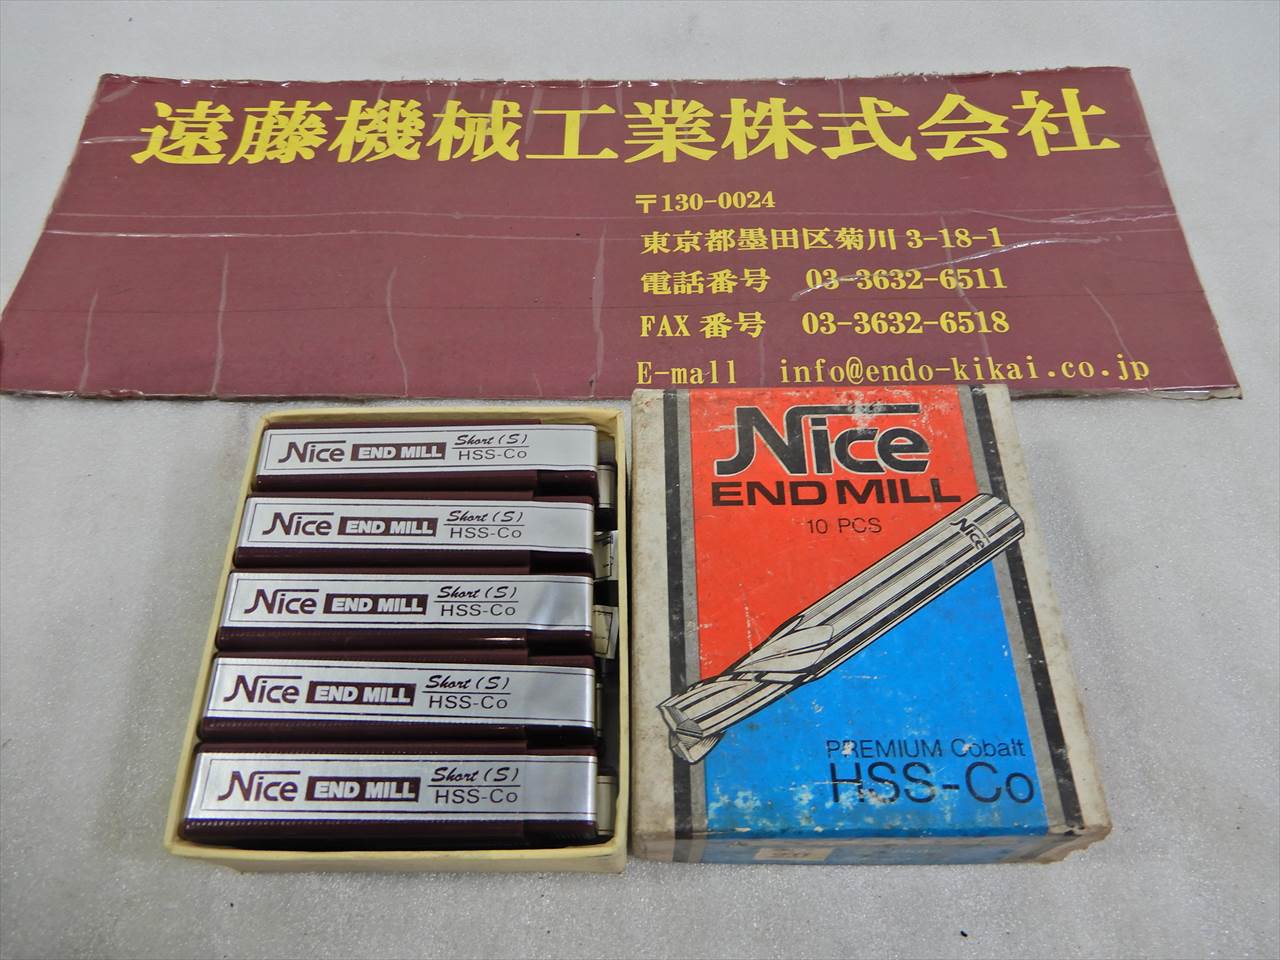 遠藤機械工業株式会社
〒130-0024
東京都墨田区菊川 3-18-1
電話番号 03-3632-6511
FAX 番号 03-3632-6518
E-mall info@endo-kikai.co.jp
Nice END MILL Short (S) HSS-Co
Nice END MILL Short (S) HSS-Co
Nice END MILL Short (S) HSS-Co
Nice END MILL Short (S) HSS-Co
Nice END MILL Short (S) HSS-Co
Nice
END MILL
10 PCS
Nice
PREMIUM Cobalt
HSS-Co